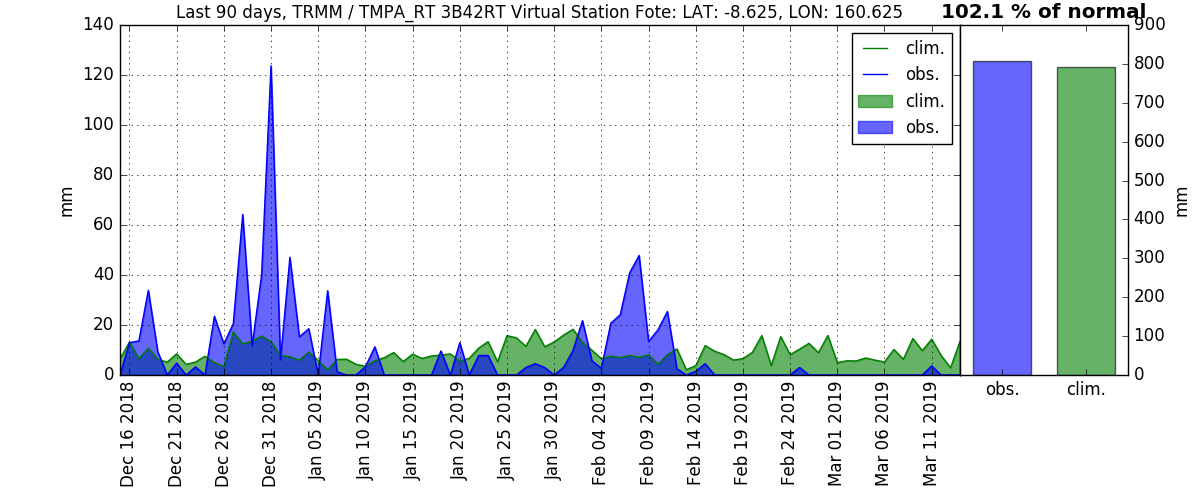 Last 90 days, TRMM / TMPA_RT 3B42RT Virtual Station Fote: LAT: -8.625, LON: 160.625
102.1 % of normal
140
120
100
80
60
40
20
0
mm
clim.
obs.
clim.
obs.
900
800
700
600
500
400
300
200
100
0
mm
Dec 16 2018
Dec 21 2018
Dec 26 2018
Dec 31 2018
Jan 05 2019
Jan 10 2019
Jan 15 2019
Jan 20 2019
Jan 25 2019
Jan 30 2019
Feb 04 2019
Feb 09 2019
Feb 14 2019
Feb 19 2019
Feb 24 2019
Mar 01 2019
Mar 06 2019
Mar 11 2019
obs.
clim.